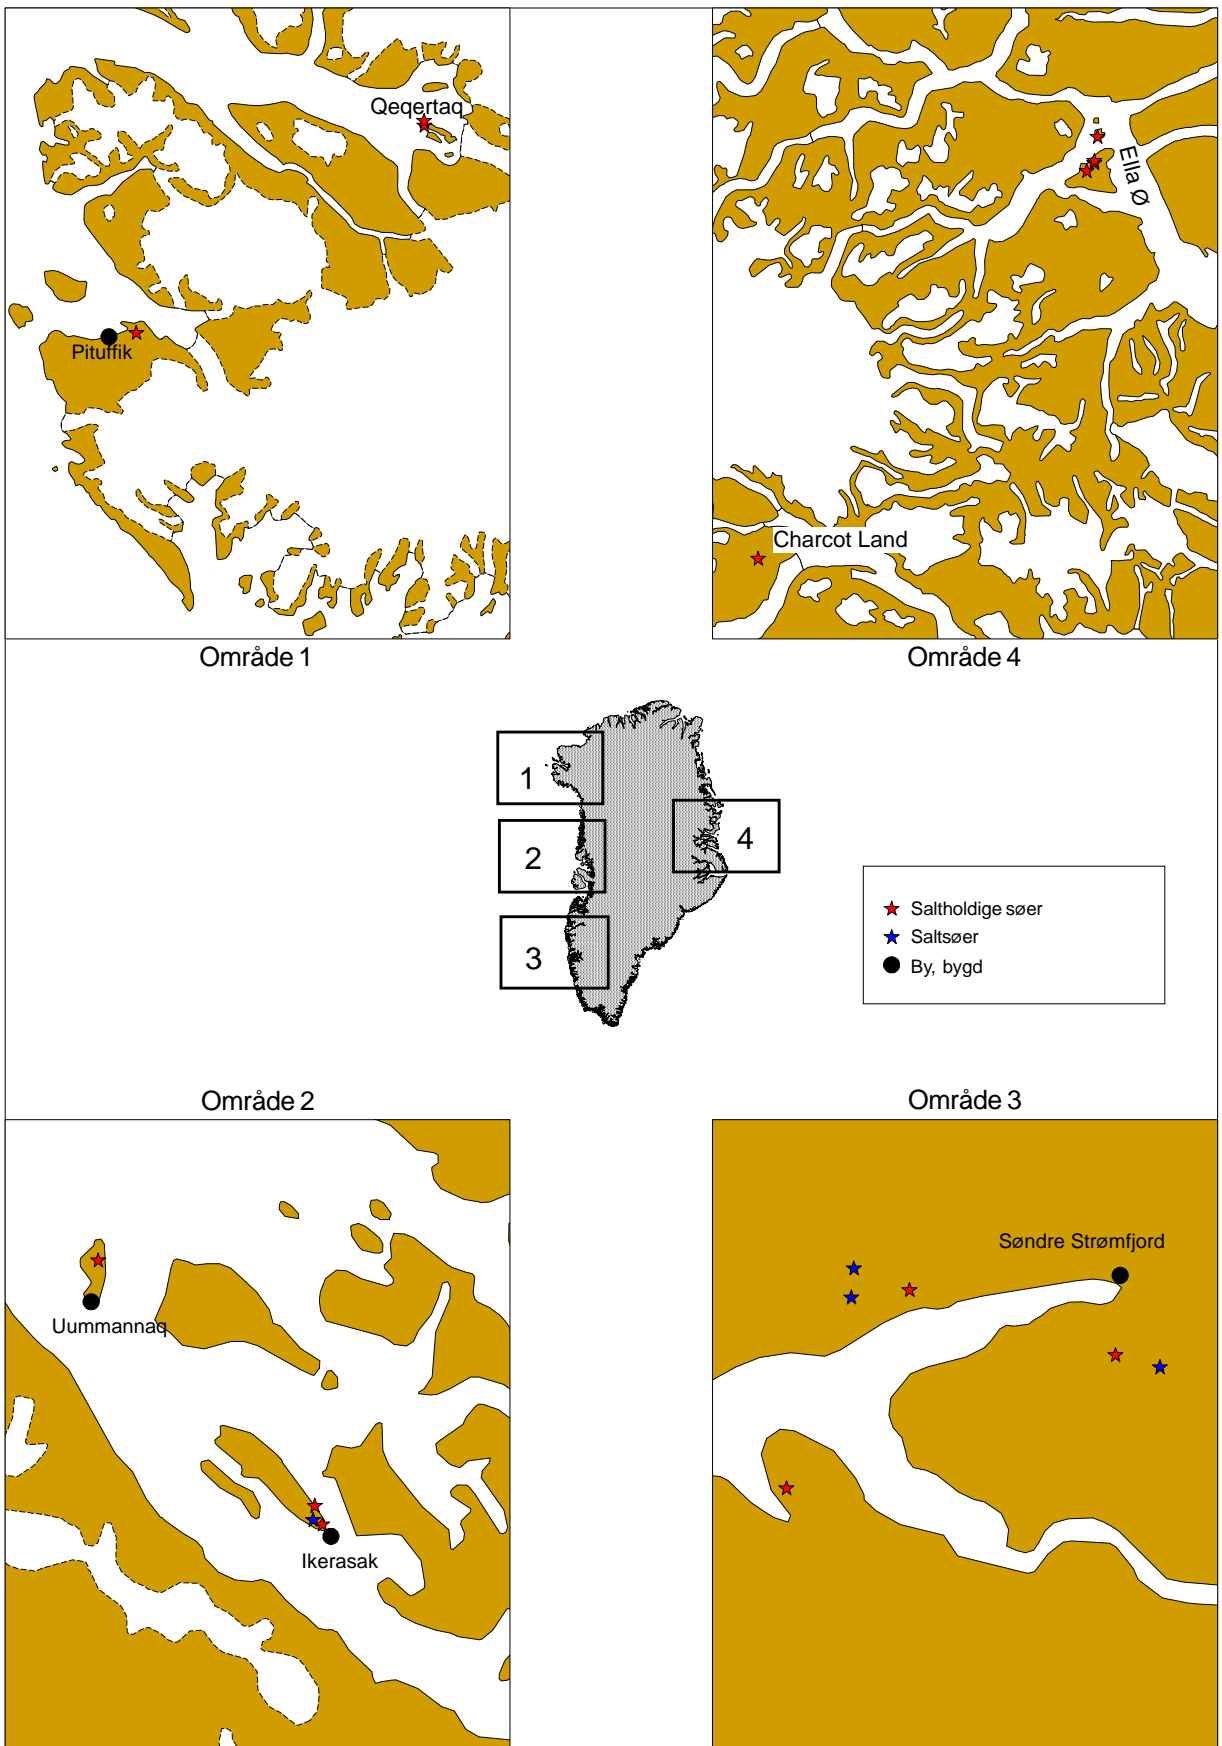 Qeqertaq
Pituffik
Område 1
Ella Ø
Charcot Land
Område 4
1
2
3
4
Saltholdige søer
Saltsøer
By, bygd
Område 2
Uummannaq
Ikerasak
Område 3
Søndre Strømfjord